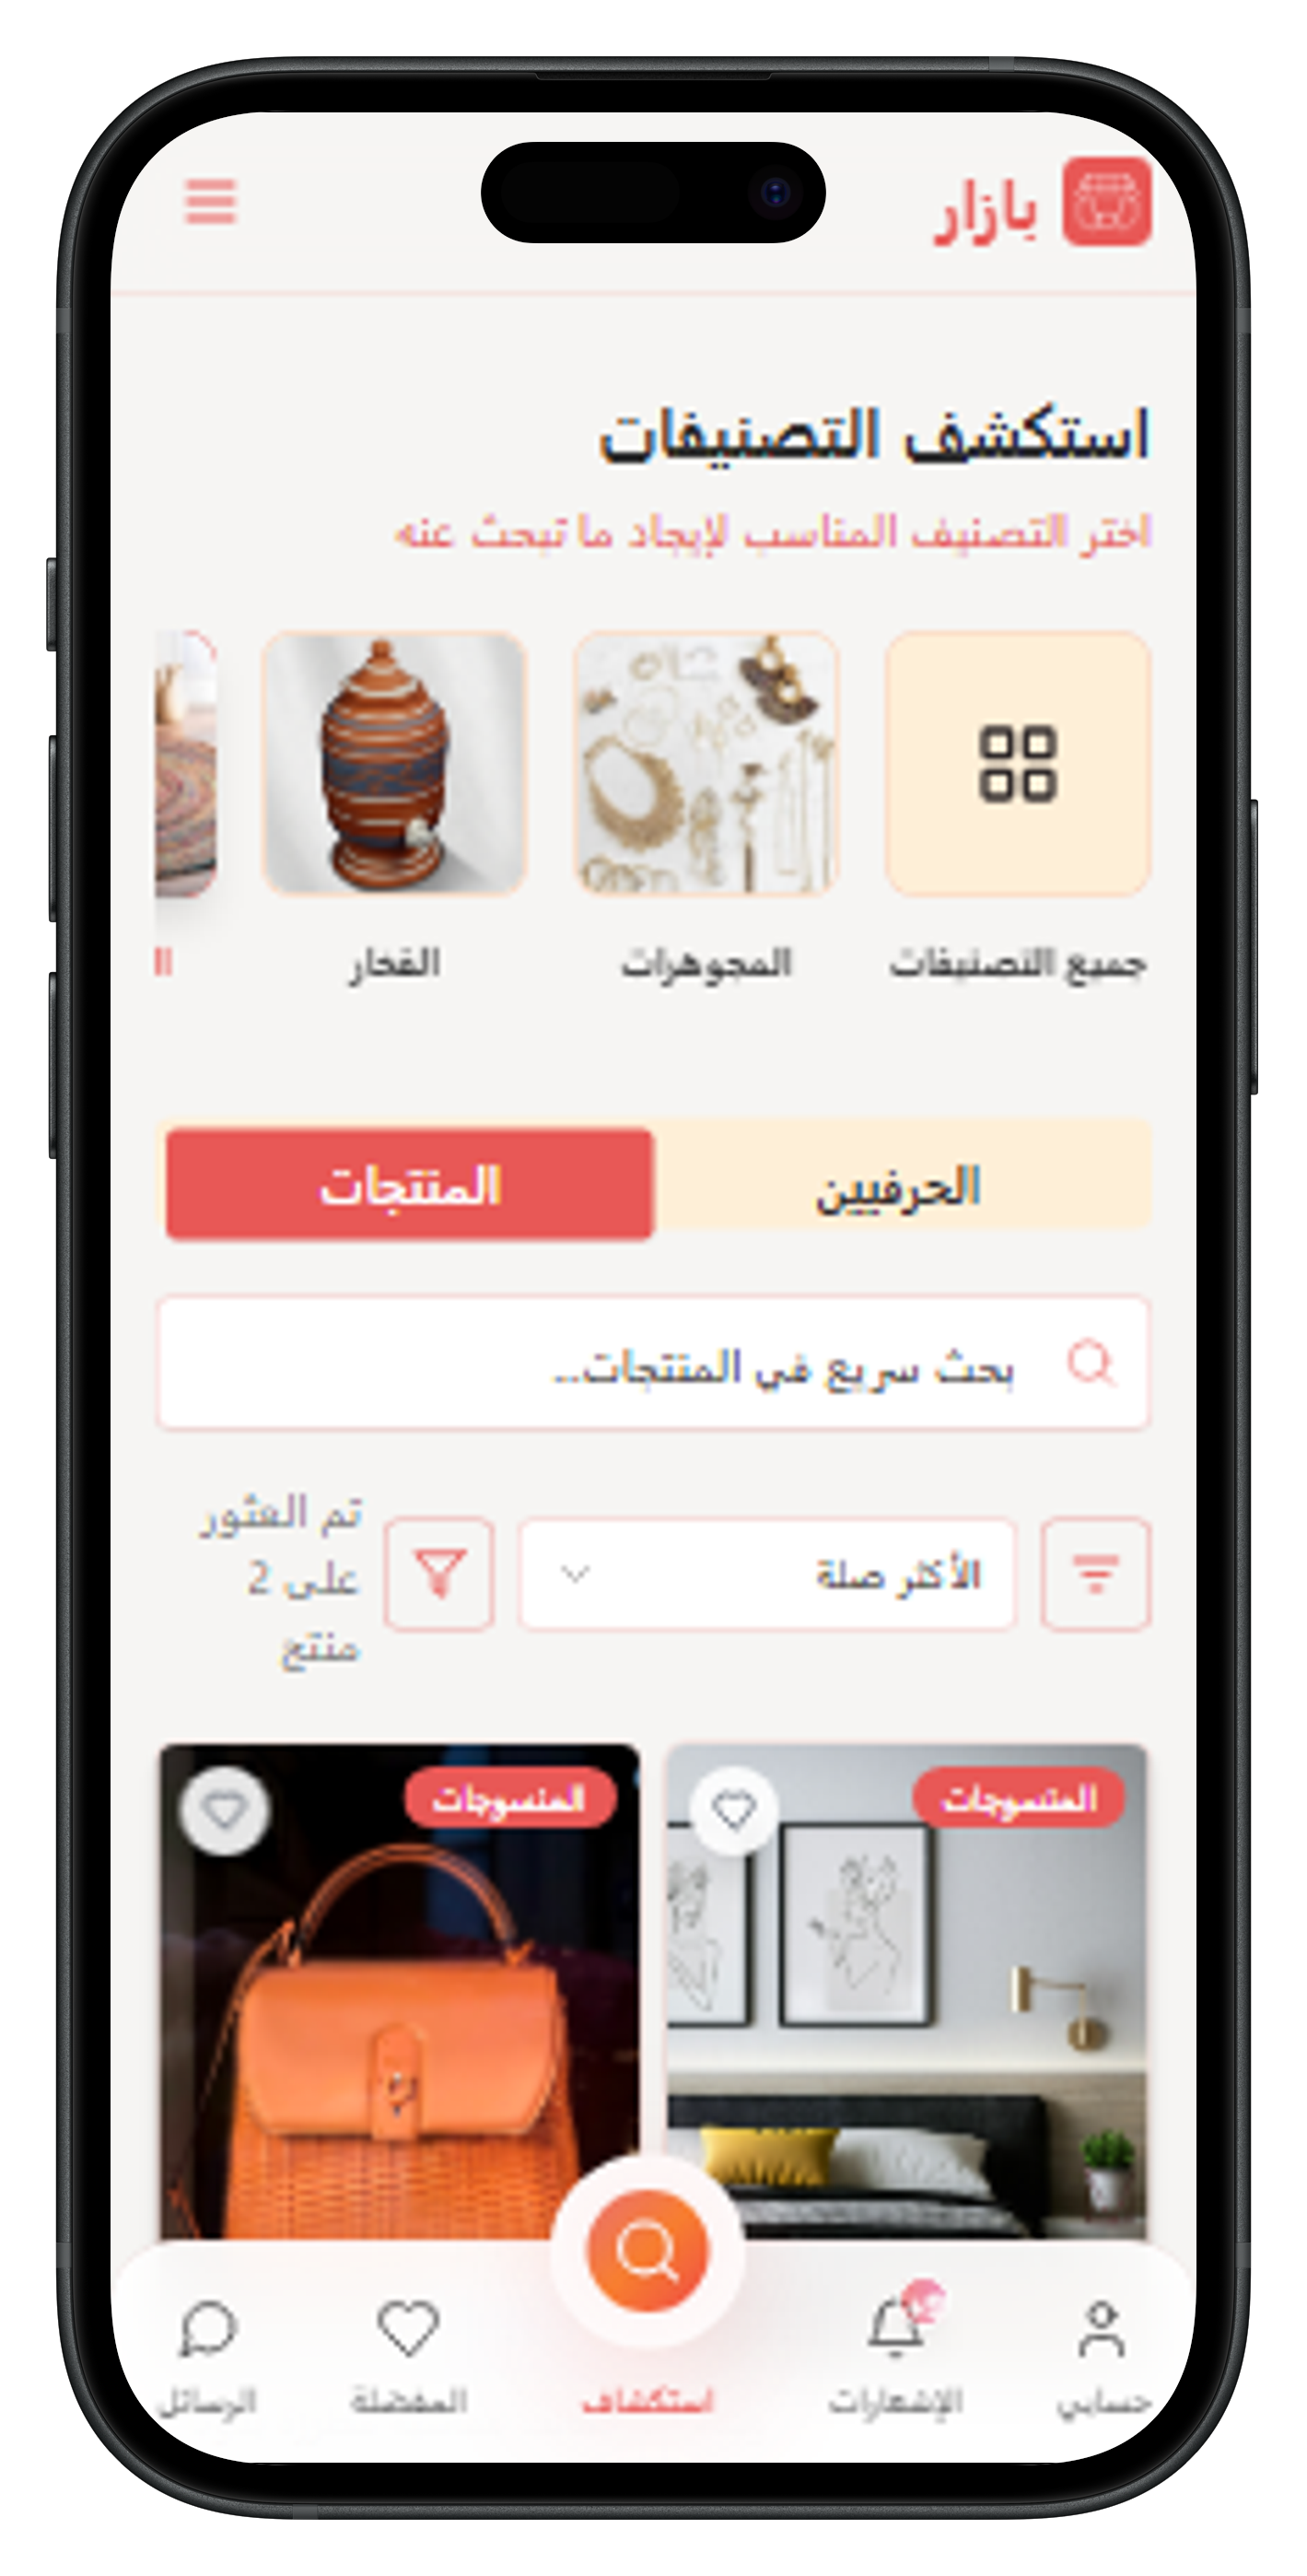 بازار
استكشف التصنيفات
اختر التصنيف المناسب لإيجاد ما تبحث عنه
جميع التصنيفات
المجوهرات
الفخار
ال
الحرفيين
المنتجات
بحث سريع في المنتجات...
الأكثر صلة
تم العثور
على 2
منتج
المنسوجات
المنسوجات
حسابي
الإشعارات
استكشاف
المفضلة
الرسائل